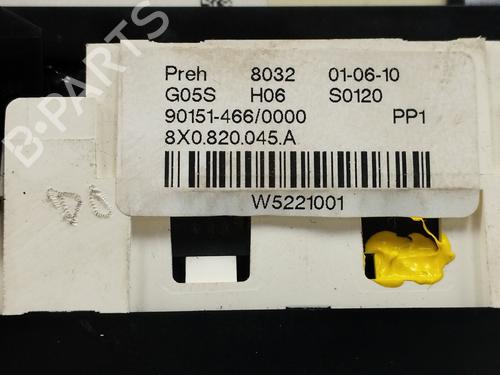 Preh 8032 01-06-10
G05S H06 S0120
90151-466/0000 PP1
8X0.820.045.A
W5221001
B-PARTS